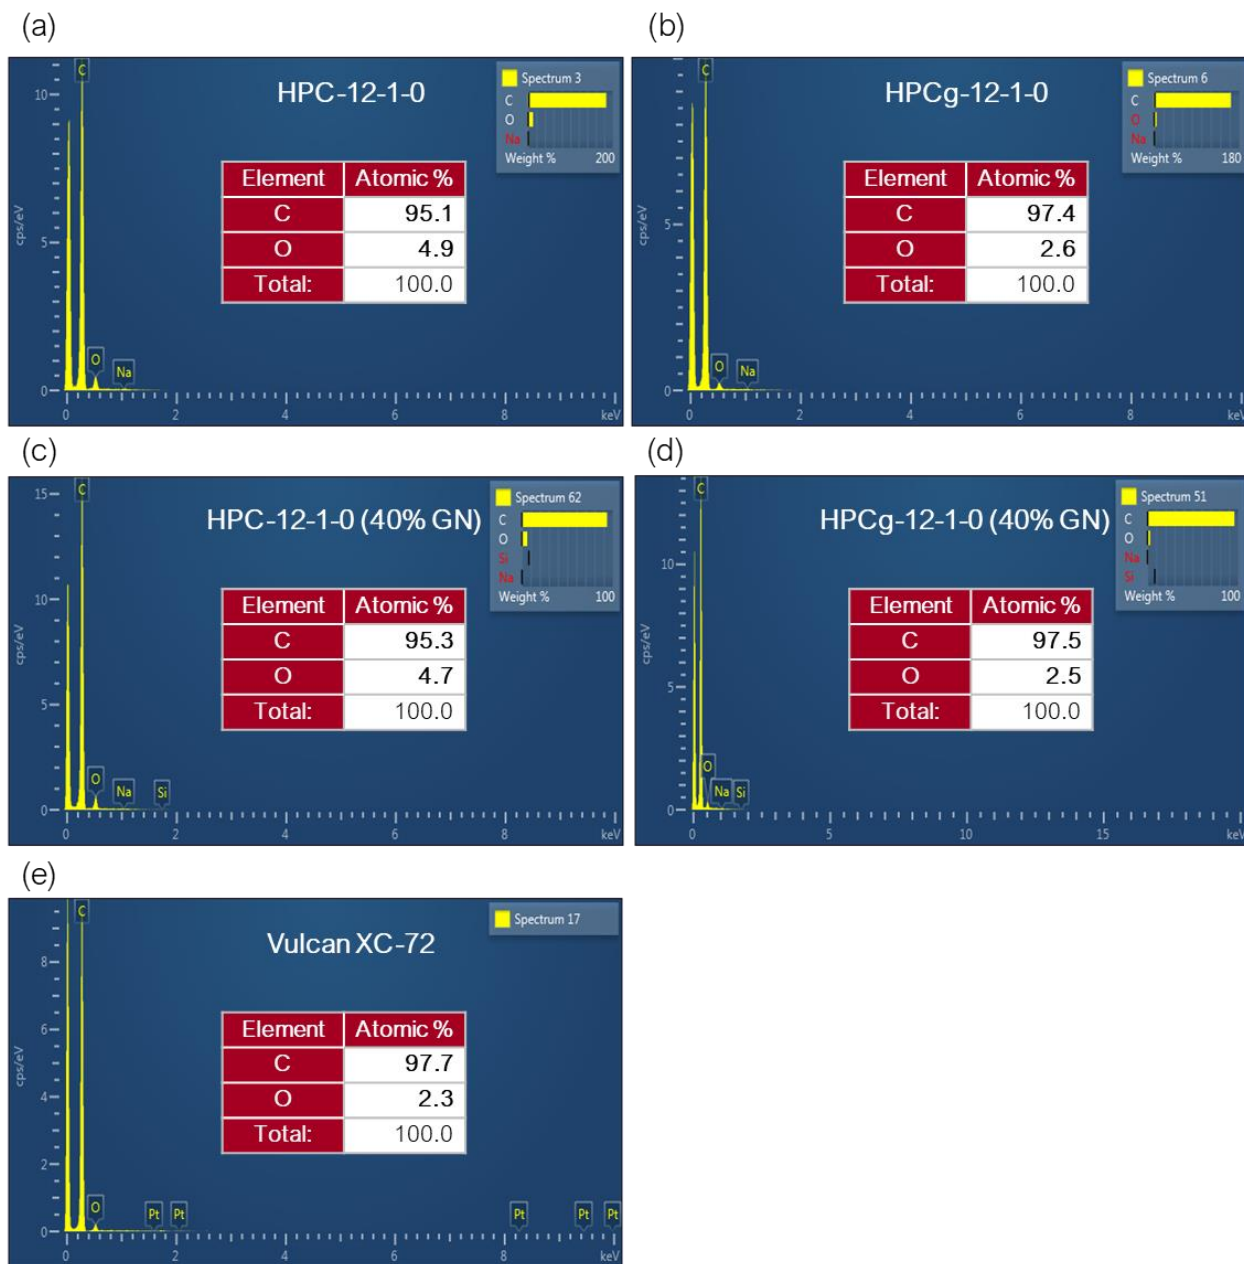 (a)
HPC-12-1-0
Spectrum 3
C
O
Na
Weight % 200
Element Atomic %
C 95.1
O 4.9
Total: 100.0
C
O
Na
cps/eV
10
5
0
0 2 4 6 8 keV
(b)
HPCg-12-1-0
Spectrum 6
C
O
Na
Weight % 180
Element Atomic %
C 97.4
O 2.6
Total: 100.0
C
O
Na
cps/eV
5
0
0 2 4 6 8 keV
(c)
HPC-12-1-0 (40% GN)
Spectrum 62
C
O
Si
Na
Weight % 100
Element Atomic %
C 95.3
O 4.7
Total: 100.0
C
O
Na
Si
cps/eV
15
10
5
0
0 2 4 6 8 keV
(d)
HPCg-12-1-0 (40% GN)
Spectrum 51
C
O
Na
Si
Weight % 100
Element Atomic %
C 97.5
O 2.5
Total: 100.0
C
O
Na
Si
cps/eV
10
5
0
0 5 10 15 keV
(e)
Vulcan XC-72
Spectrum 17
Element Atomic %
C 97.7
O 2.3
Total: 100.0
C
O
Pt Pt Pt Pt Pt
cps/eV
8
6
4
2
0
0 2 4 6 8 10 keV